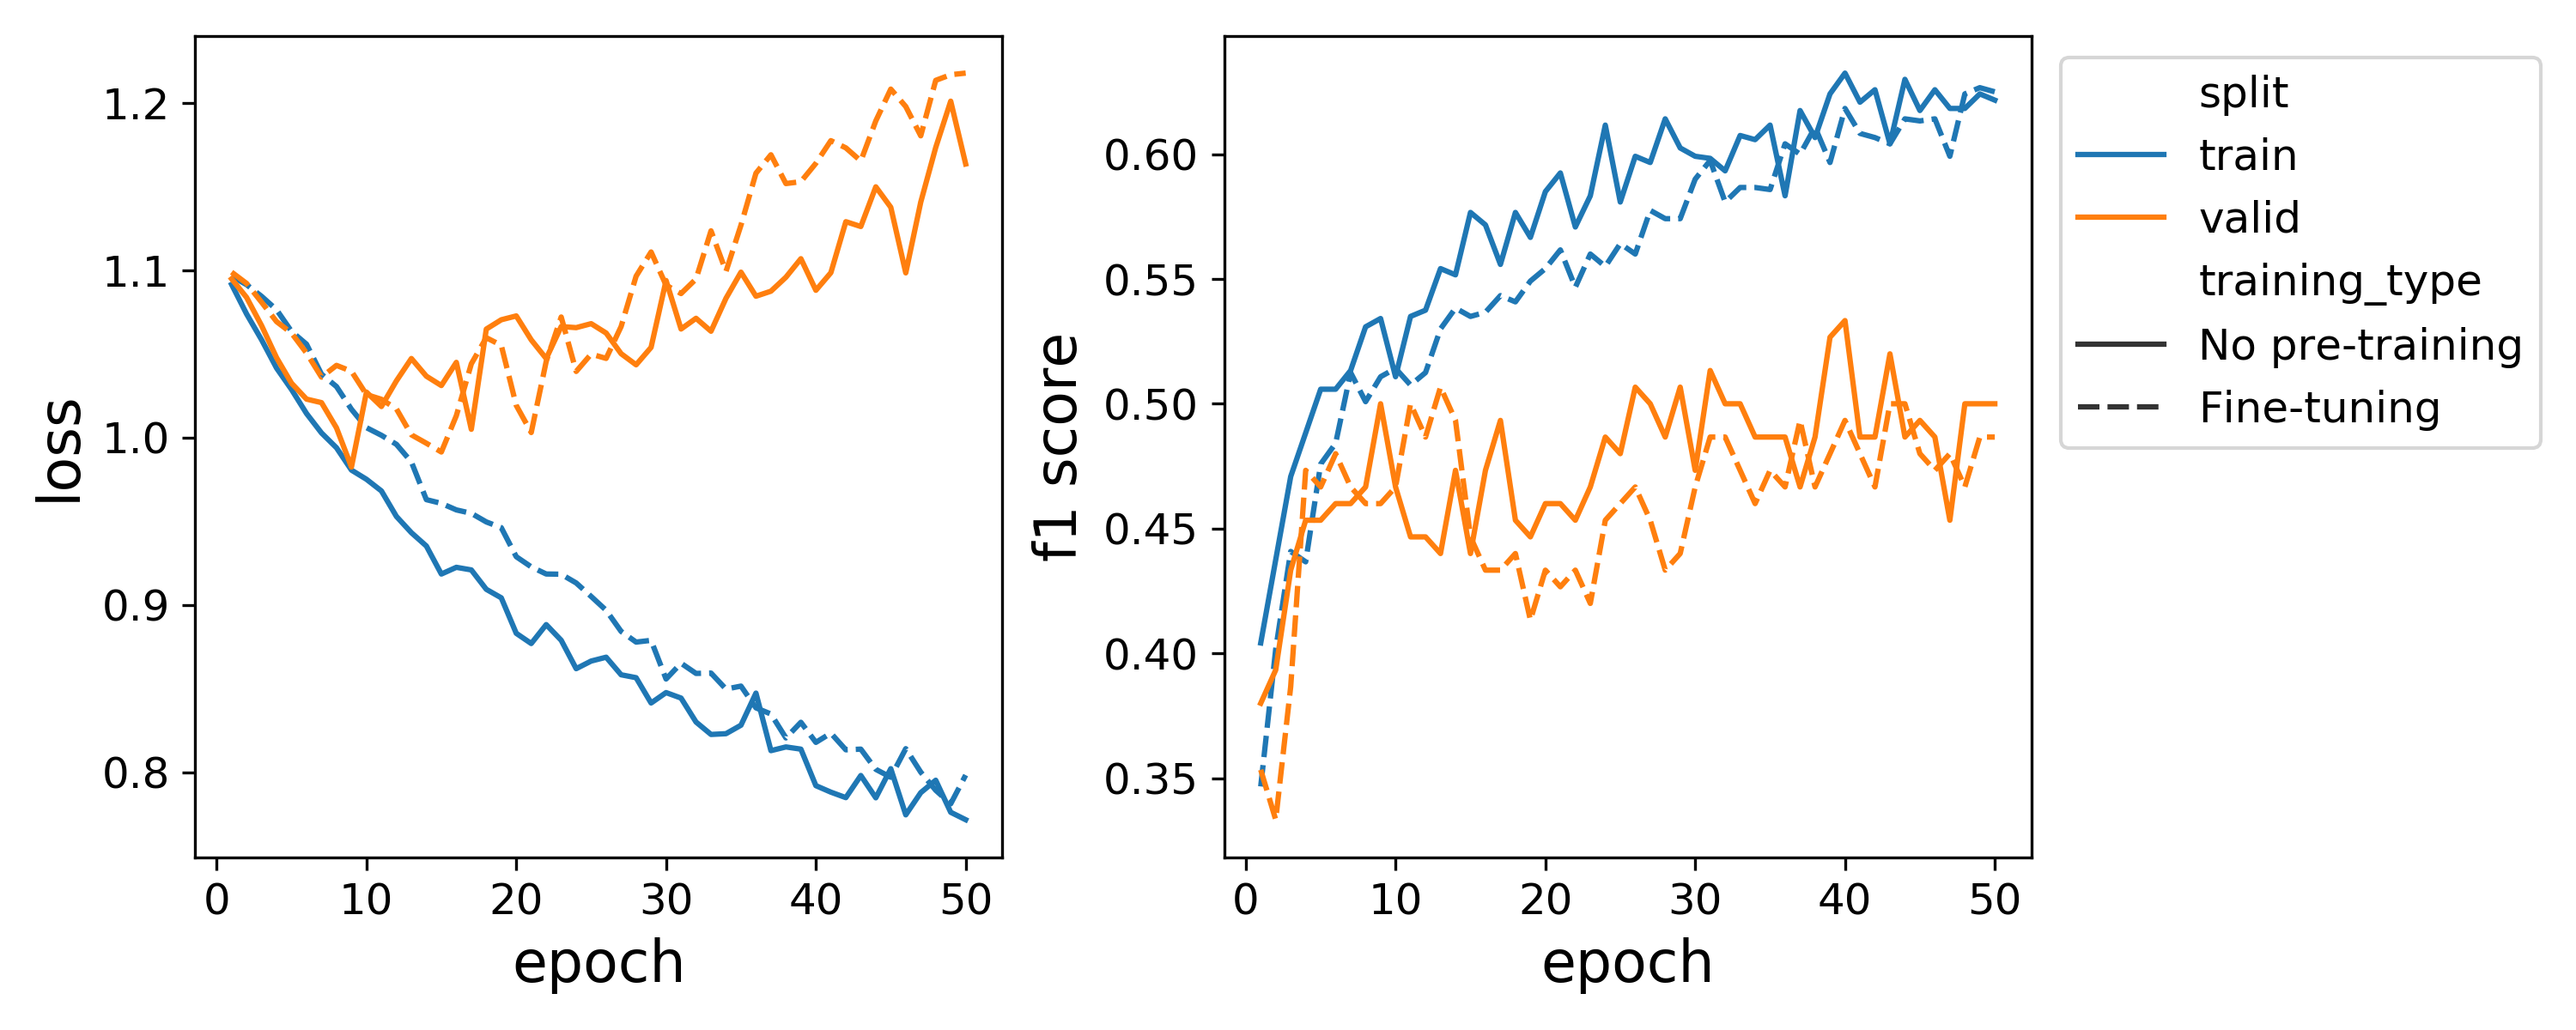 1.2
1.1
1.0
0.9
0.8
loss
0 10 20 30 40 50
epoch
0.60
0.55
0.50
0.45
0.40
0.35
f1 score
0 10 20 30 40 50
epoch
split
train
valid
training_type
No pre-training
Fine-tuning